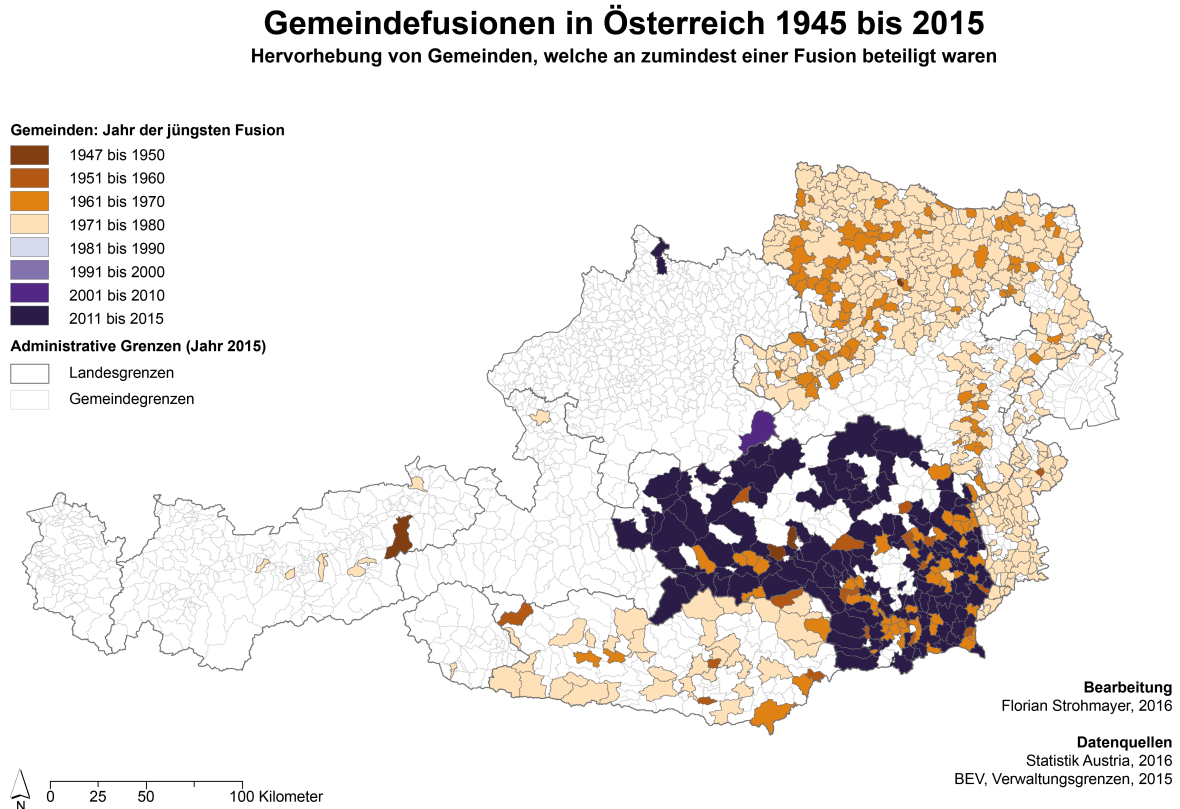 Gemeindefusionen in Österreich 1945 bis 2015
Hervorhebung von Gemeinden, welche an zumindest einer Fusion beteiligt waren
Gemeinden: Jahr der jüngsten Fusion
1947 bis 1950
1951 bis 1960
1961 bis 1970
1971 bis 1980
1981 bis 1990
1991 bis 2000
2001 bis 2010
2011 bis 2015
Administrative Grenzen (Jahr 2015)
Landesgrenzen
Gemeindegrenzen
Bearbeitung
Florian Strohmayer, 2016
Datenquellen
Statistik Austria, 2016
BEV, Verwaltungsgrenzen, 2015
N
0 25 50 100 Kilometer